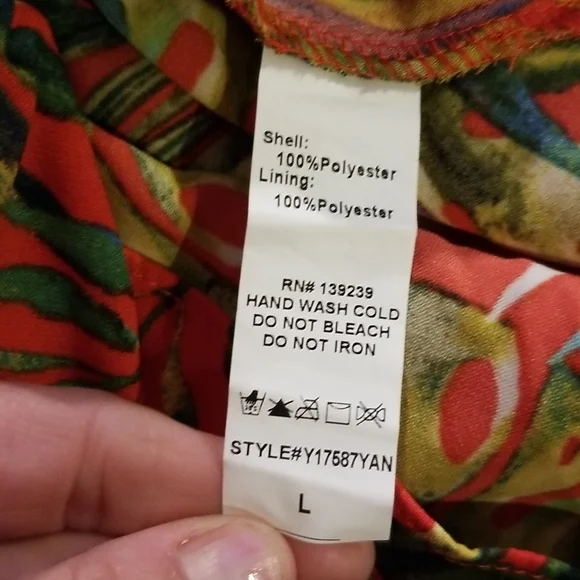 Shell:
100%Polyester
Lining:
100%Polyester
RN# 139239
HAND WASH COLD
DO NOT BLEACH
DO NOT IRON
STYLE#Y17587YAN
L